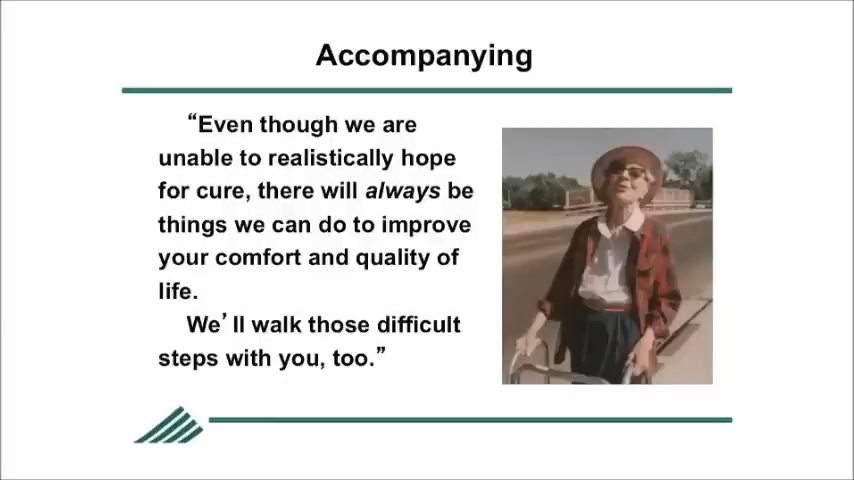 Accompanying
“Even though we are
unable to realistically hope
for cure, there will always be
things we can do to improve
your comfort and quality of
life.
We’ll walk those difficult
steps with you, too.”